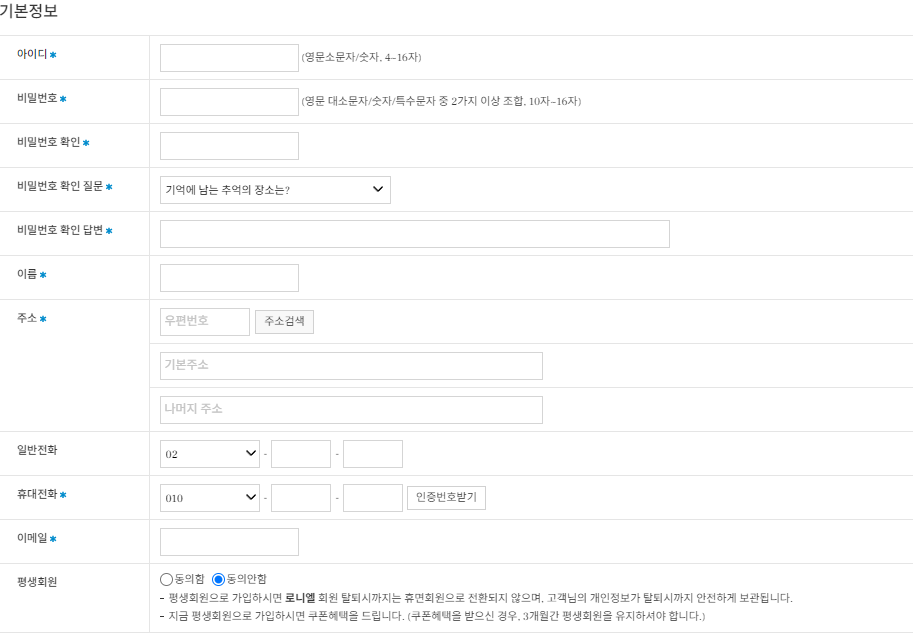 기본정보
아이디 *
(영문소문자/숫자, 4~16자)
비밀번호 *
(영문 대소문자/숫자/특수문자 중 2가지 이상 조합, 10자~16자)
비밀번호 확인 *
비밀번호 확인 질문 *
기억에 남는 추억의 장소는?
비밀번호 확인 답변 *
이름 *
주소 *
우편번호 주소검색
기본주소
나머지 주소
일반전화
02 - -
휴대전화 *
010 - - 인증번호받기
이메일 *
평생회원
동의함 동의안함
- 평생회원으로 가입하시면 로니엘 회원 탈퇴시까지는 휴면회원으로 전환되지 않으며, 고객님의 개인정보가 탈퇴시까지 안전하게 보관됩니다.
- 지금 평생회원으로 가입하시면 쿠폰혜택을 드립니다. (쿠폰혜택을 받으신 경우, 3개월간 평생회원을 유지하셔야 합니다.)